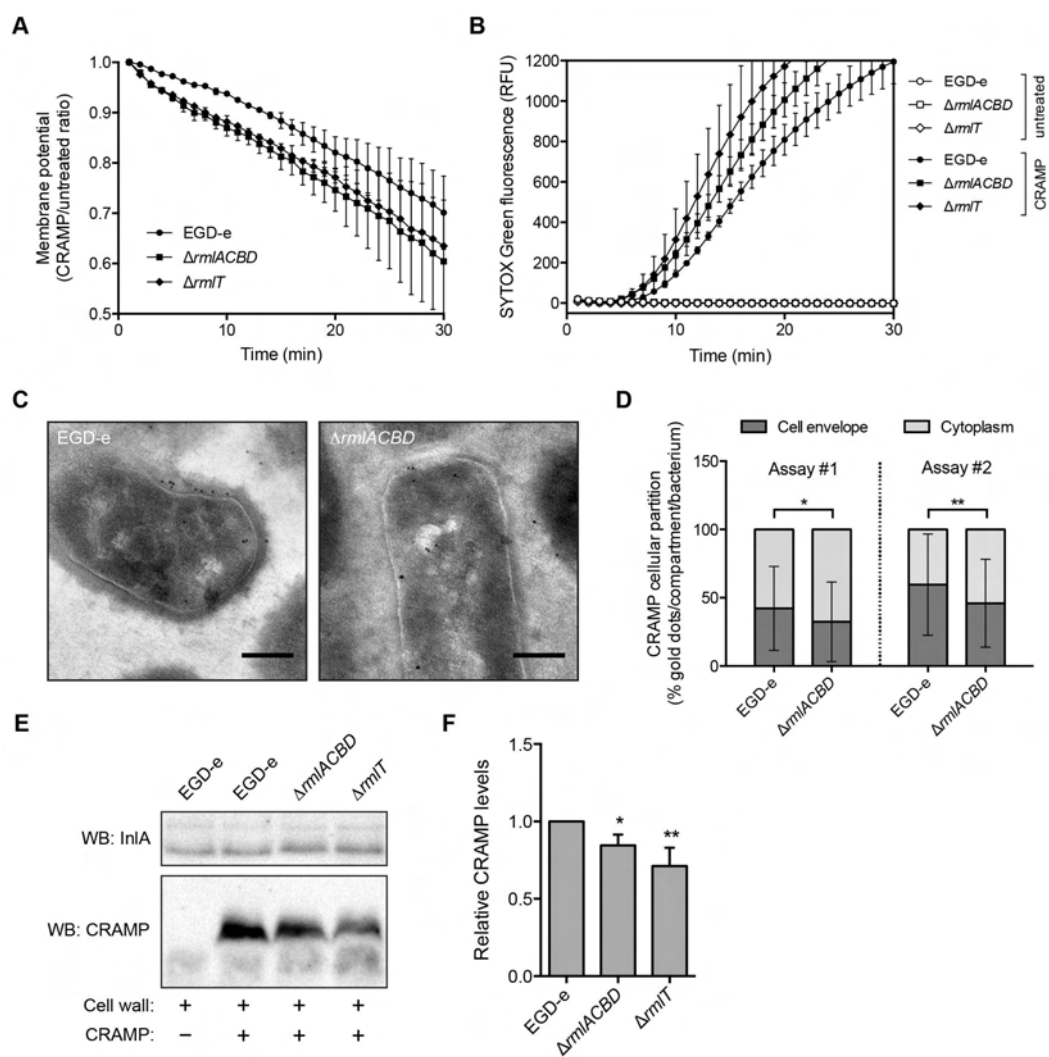 A
Membrane potential
(CRAMP/untreated ratio)
1.0
0.9
0.8
0.7
0.6
0.5
EGD-e
ΔrmlACBD
ΔrmlT
0
10
20
30
Time (min)
B
SYTOX Green fluorescence (RFU)
1200
1000
800
600
400
200
0
0
10
20
30
Time (min)
EGD-e
ΔrmlACBD
ΔrmlT
untreated
EGD-e
ΔrmlACBD
ΔrmlT
CRAMP
C
EGD-e
ΔrmlACBD
D
Cell envelope
Cytoplasm
CRAMP cellular partition
(% gold dots/compartment/bacterium)
150
100
50
0
Assay #1
Assay #2
*
**
EGD-e
ΔrmlACBD
EGD-e
ΔrmlACBD
E
EGD-e
EGD-e
ΔrmlACBD
ΔrmlT
WB: InlA
WB: CRAMP
Cell wall: + + + +
CRAMP: − + + +
F
Relative CRAMP levels
1.5
1.0
0.5
0.0
*
**
EGD-e
ΔrmlACBD
ΔrmlT